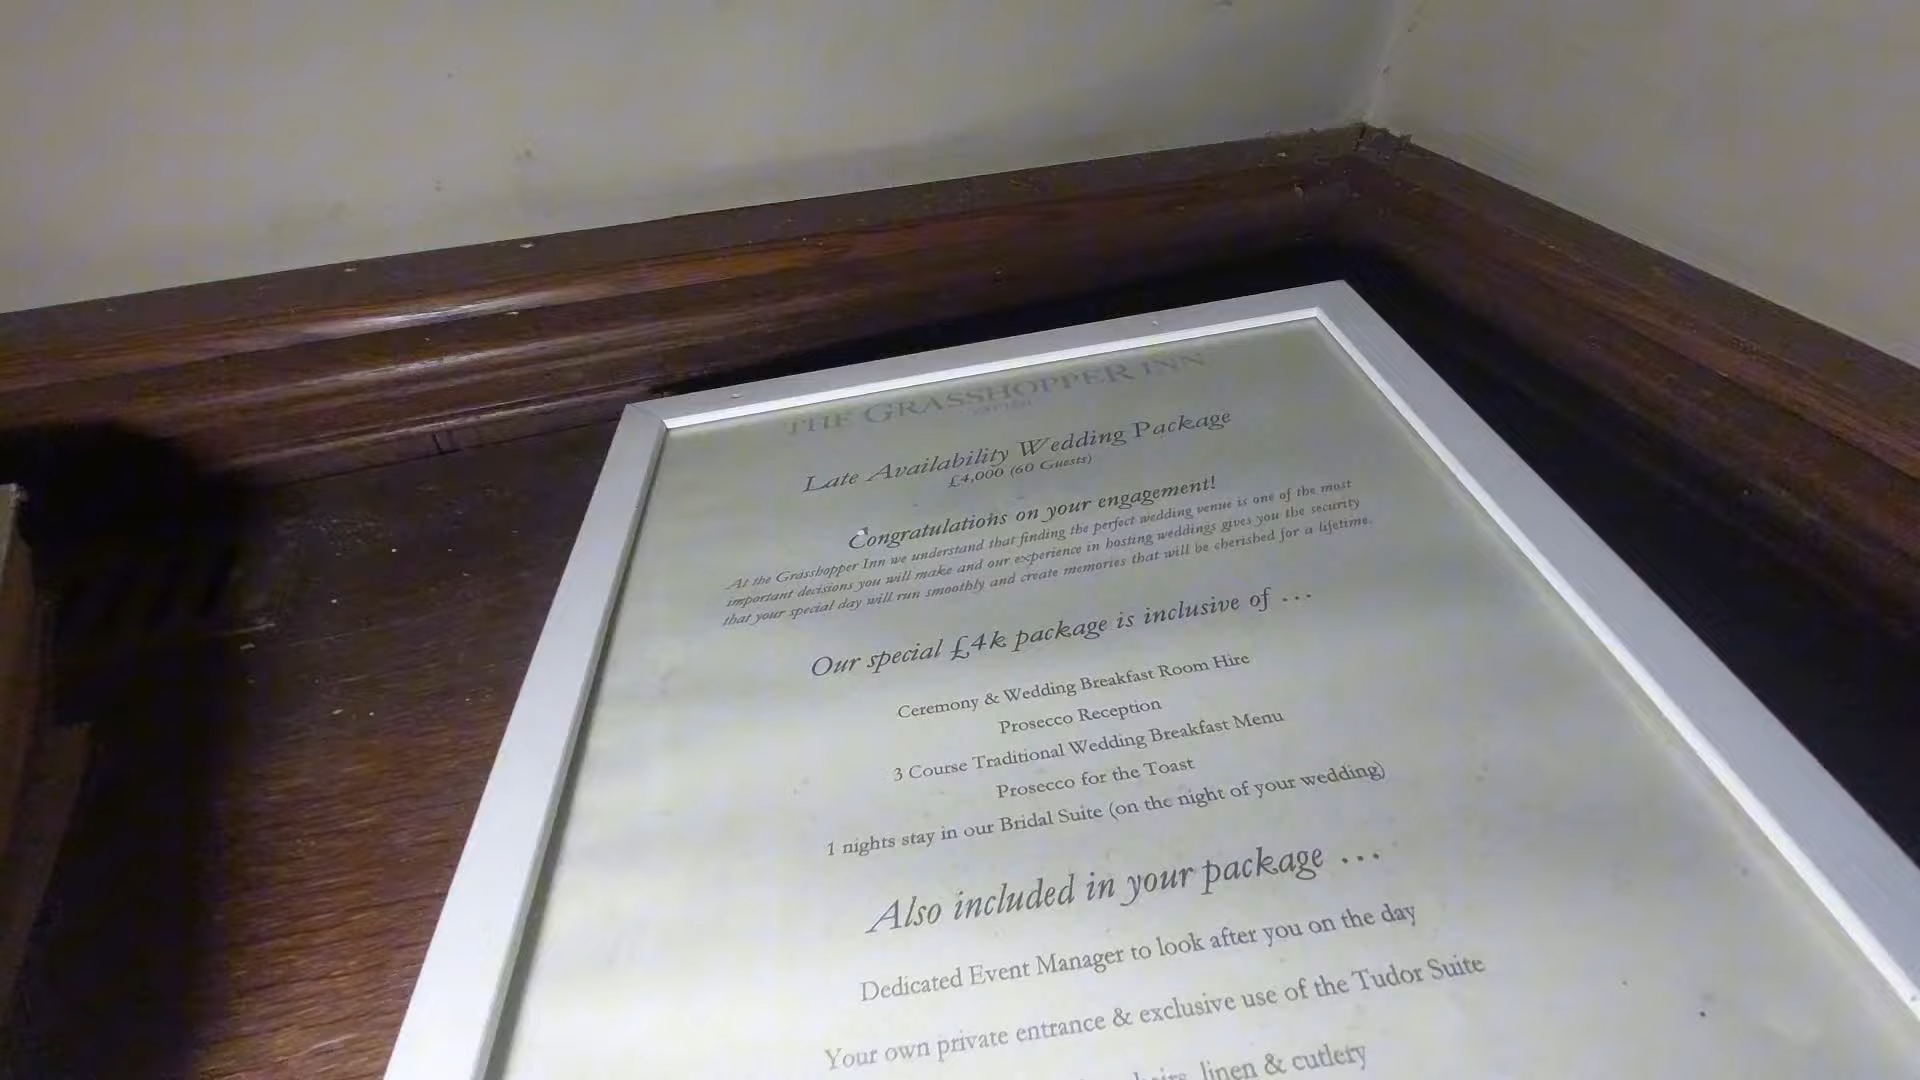 THE GRASSHOPPER INN
Late Availability Wedding Package
£4,000 (60 Guests)
Congratulations on your engagement!
At the Grasshopper Inn we understand that finding the perfect wedding venue is one of the most
important decisions you will make and our experience in hosting weddings gives you the security
that your special day will run smoothly and create memories that will be cherished for a lifetime.
Our special £4k package is inclusive of ...
Ceremony & Wedding Breakfast Room Hire
Prosecco Reception
3 Course Traditional Wedding Breakfast Menu
Prosecco for the Toast
1 nights stay in our Bridal Suite (on the night of your wedding)
Also included in your package ...
Dedicated Event Manager to look after you on the day
Your own private entrance & exclusive use of the Tudor Suite
linen & cutlery